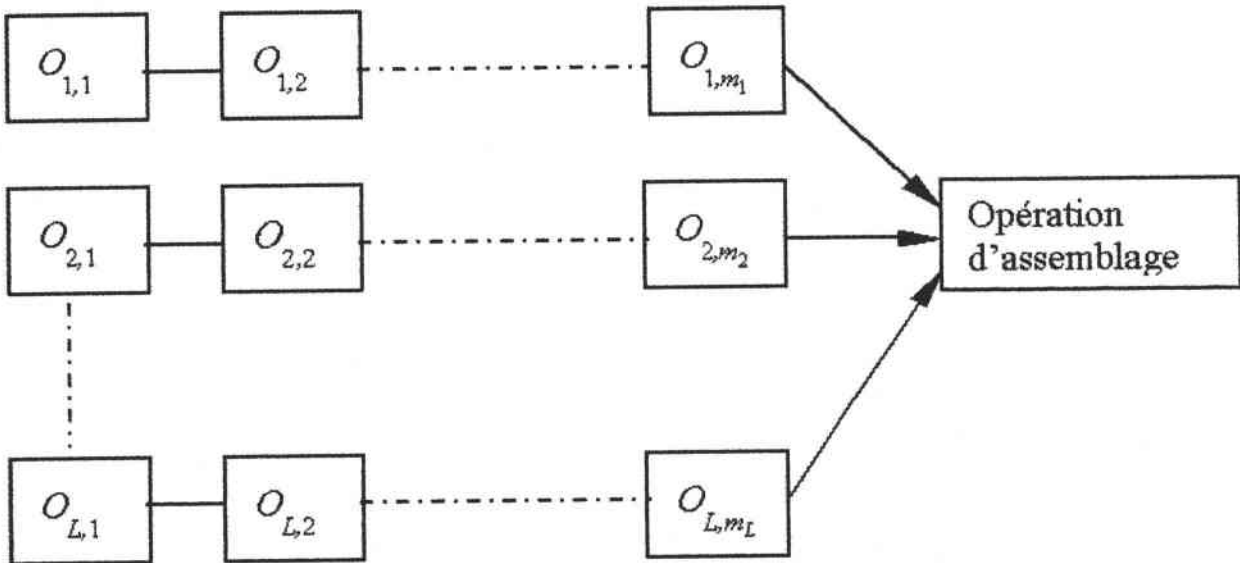 O1,1 O1,2 O1,m1
O2,1 O2,2 O2,m2
Opération
d'assemblage
OL,1 OL,2 OL,mL